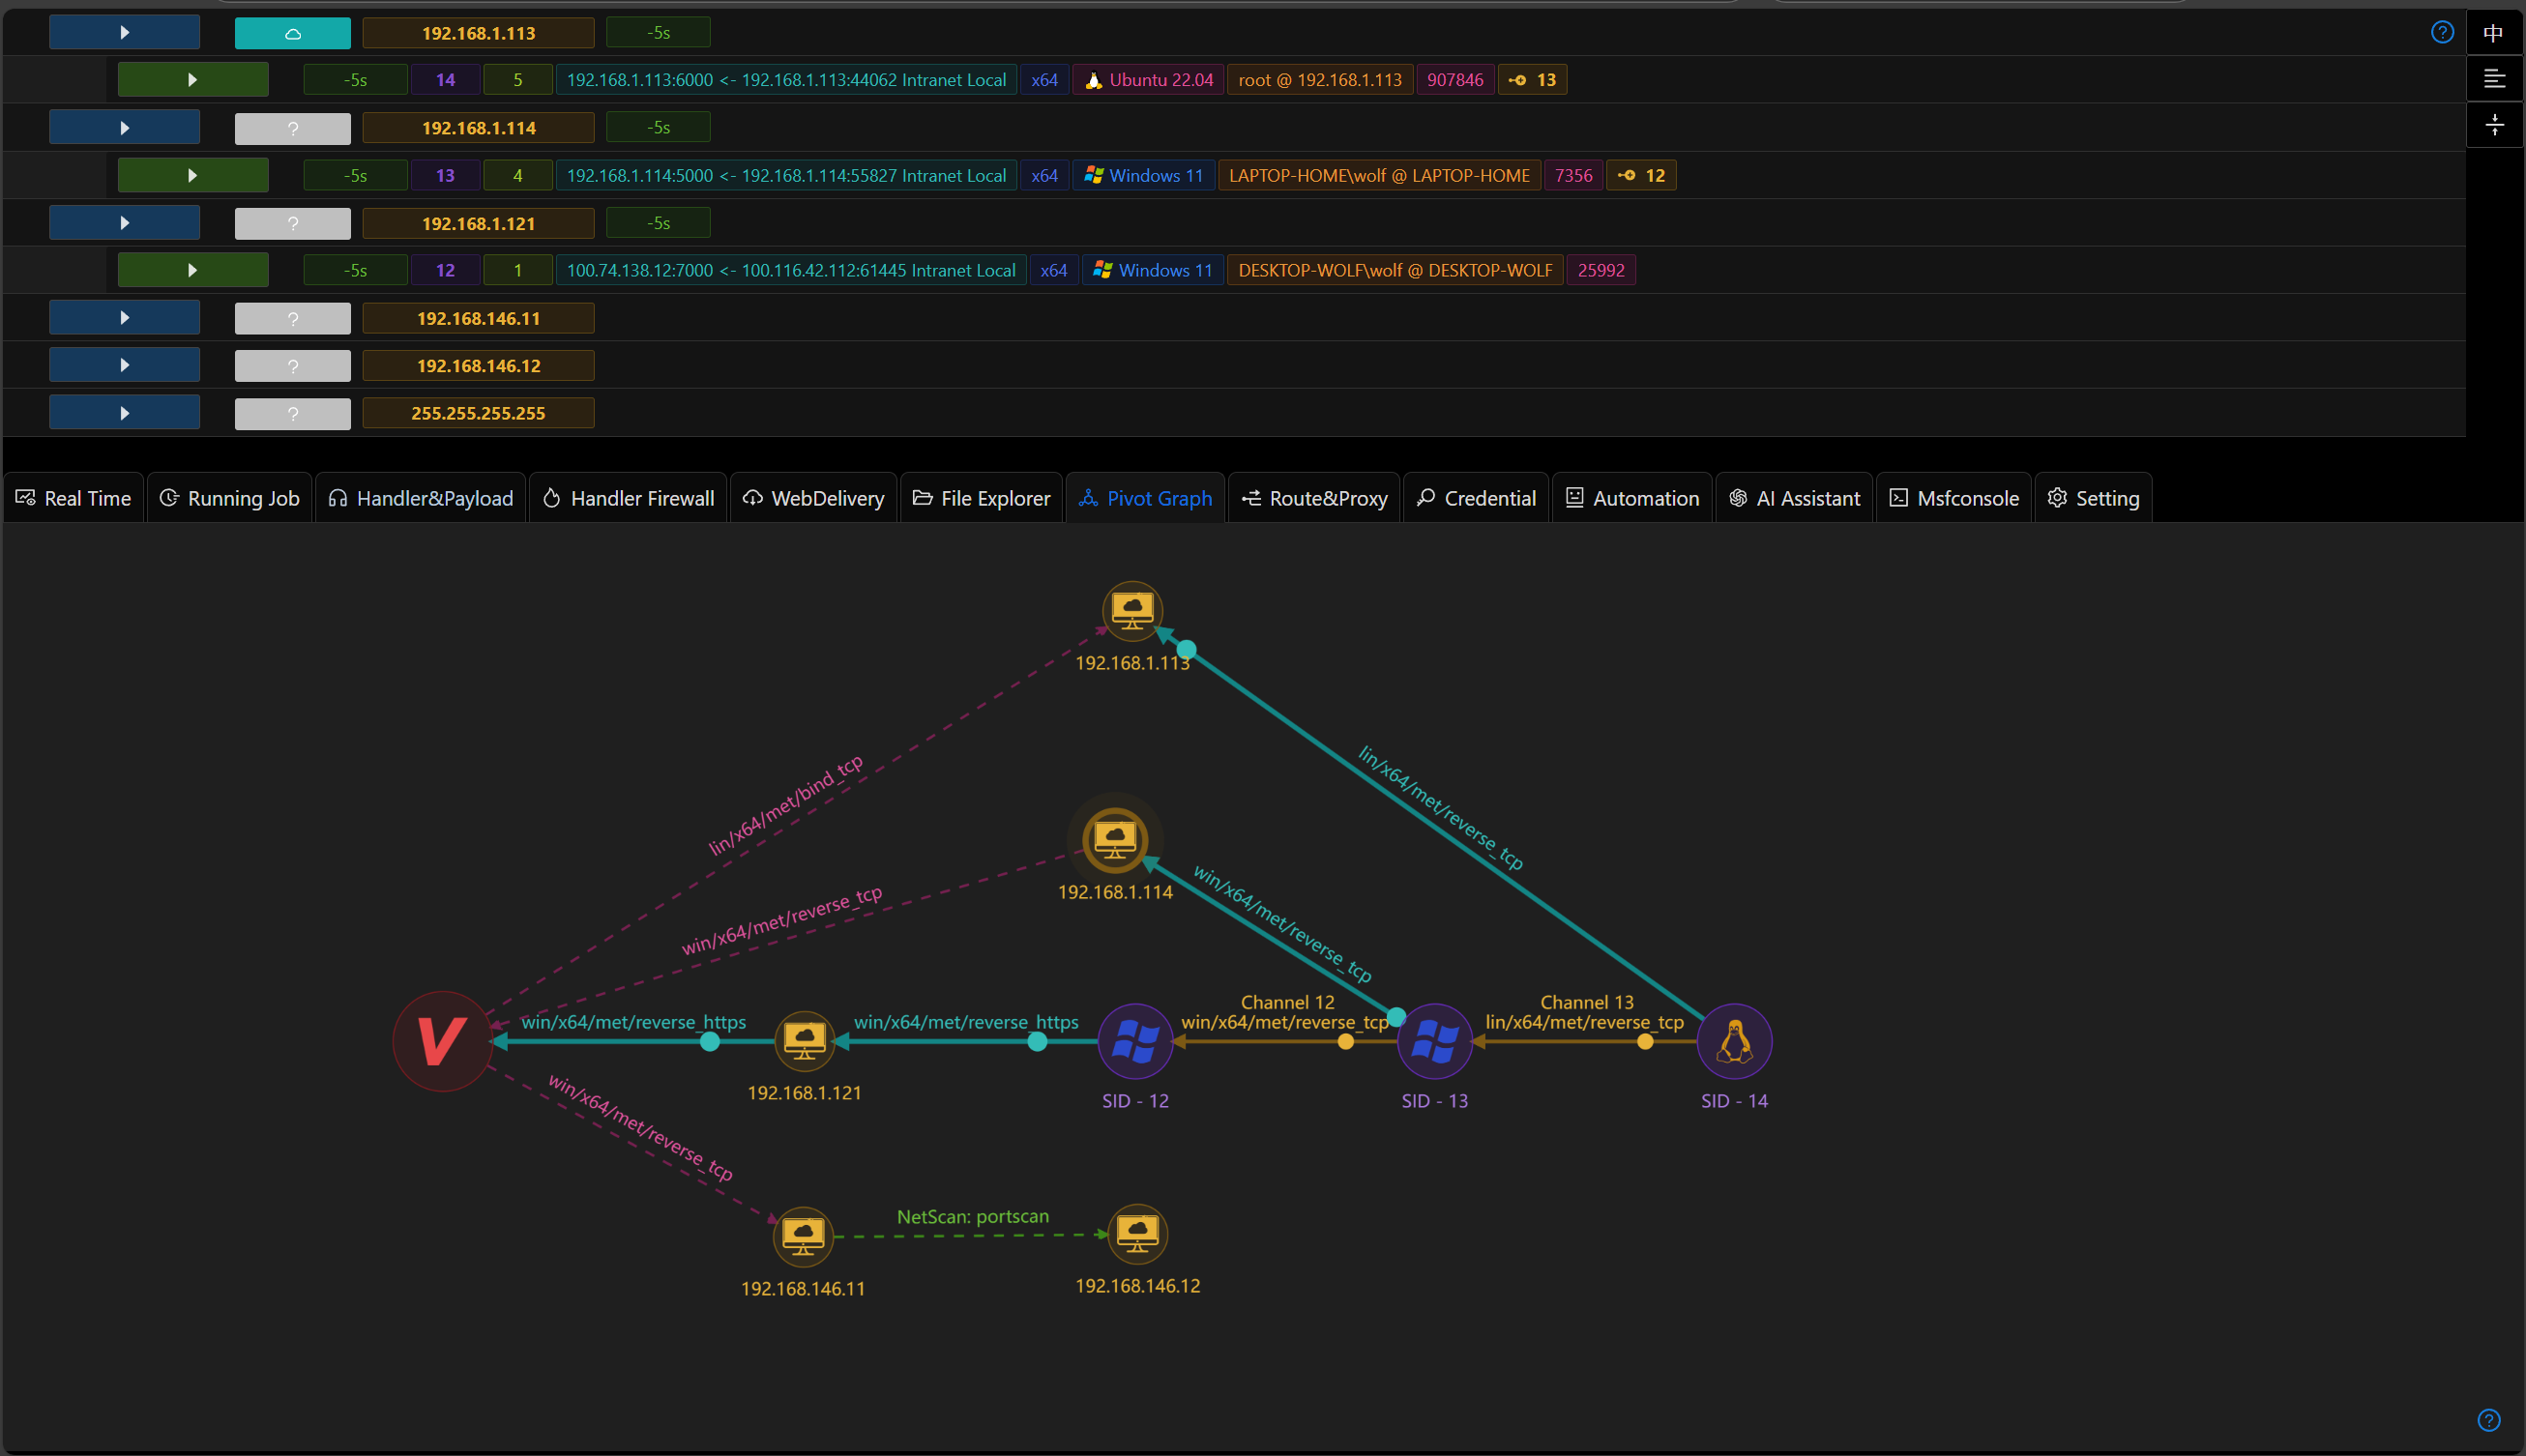 192.168.1.113 -5s
中
-5s 14 5 192.168.1.113:6000 <- 192.168.1.113:44062 Intranet Local x64 Ubuntu 22.04 root @ 192.168.1.113 907846 13
? 192.168.1.114 -5s
-5s 13 4 192.168.1.114:5000 <- 192.168.1.114:55827 Intranet Local x64 Windows 11 LAPTOP-HOME\wolf @ LAPTOP-HOME 7356 12
? 192.168.1.121 -5s
-5s 12 1 100.74.138.12:7000 <- 100.116.42.112:61445 Intranet Local x64 Windows 11 DESKTOP-WOLF\wolf @ DESKTOP-WOLF 25992
? 192.168.146.11
? 192.168.146.12
? 255.255.255.255
Real Time Running Job Handler&Payload Handler Firewall WebDelivery File Explorer Pivot Graph Route&Proxy Credential Automation AI Assistant Msfconsole Setting
192.168.1.113
lin/x64/met/bind_tcp
lin/x64/met/reverse_tcp
192.168.1.114
win/x64/met/reverse_tcp
win/x64/met/reverse_tcp
V
win/x64/met/reverse_https
192.168.1.121
win/x64/met/reverse_https
SID - 12
Channel 12
win/x64/met/reverse_tcp
SID - 13
Channel 13
lin/x64/met/reverse_tcp
SID - 14
win/x64/met/reverse_tcp
192.168.146.11
NetScan: portscan
192.168.146.12